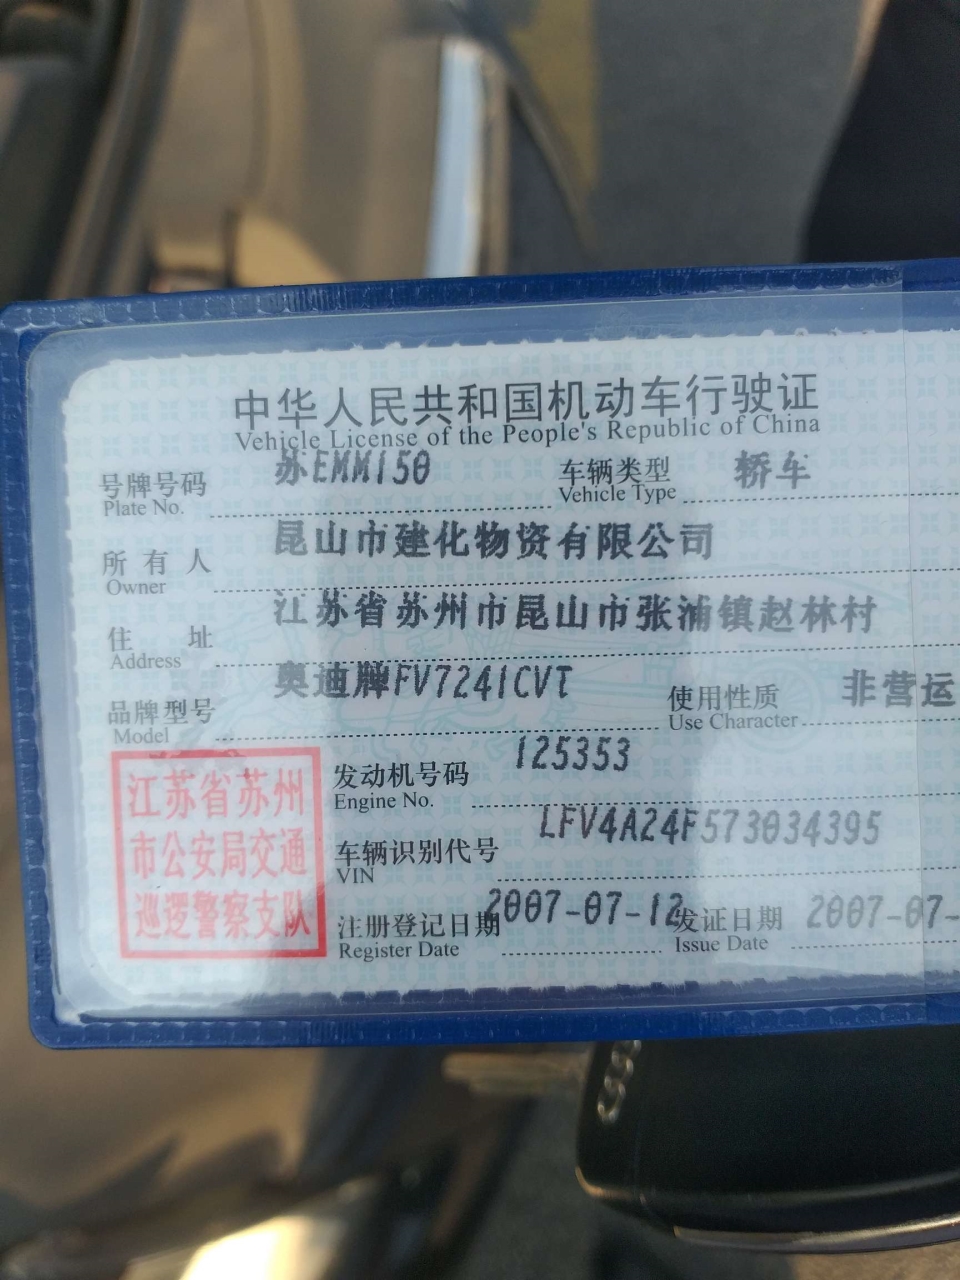 中华人民共和国机动车行驶证
Vehicle License of the People's Republic of China
号牌号码 苏EMM150 车辆类型 轿车
Plate No. Vehicle Type
所有人 昆山市建化物资有限公司
Owner
住址 江苏省苏州市昆山市张浦镇赵林村
Address
品牌型号 奥迪牌FV7241CVT 使用性质 非营运
Model Use Character
发动机号码 125353
Engine No.
车辆识别代号 LFV4A24F573034395
VIN
注册登记日期 2007-07-12 发证日期 2007-07-
Register Date Issue Date
江苏省苏州
市公安局交通
巡逻警察支队